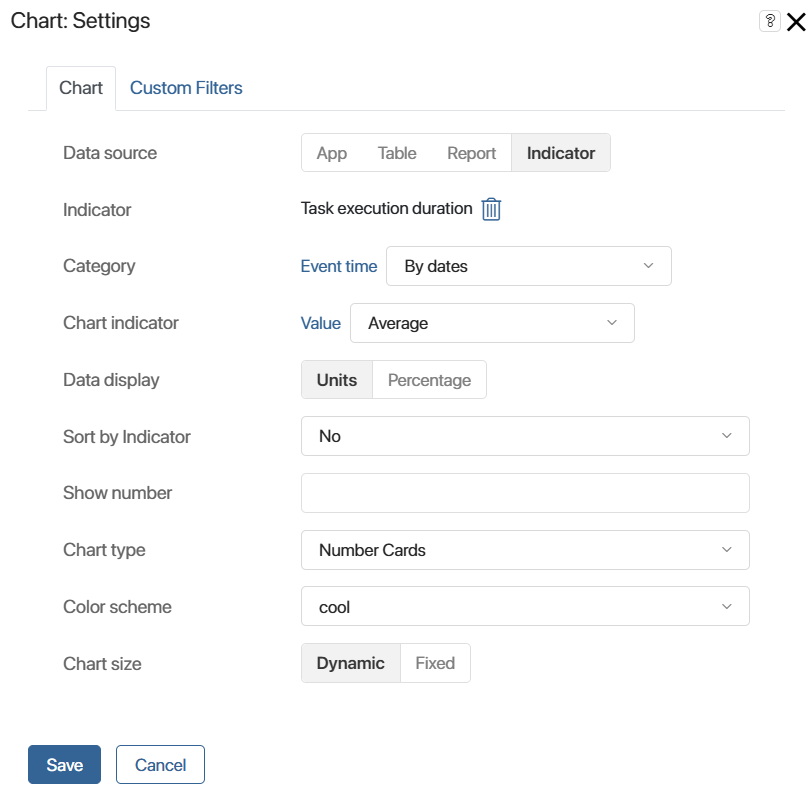 Chart: Settings ?
Chart Custom Filters
Data source App Table Report Indicator
Indicator Task execution duration
Category Event time By dates
Chart indicator Value Average
Data display Units Percentage
Sort by Indicator No
Show number
Chart type Number Cards
Color scheme cool
Chart size Dynamic Fixed
Save Cancel